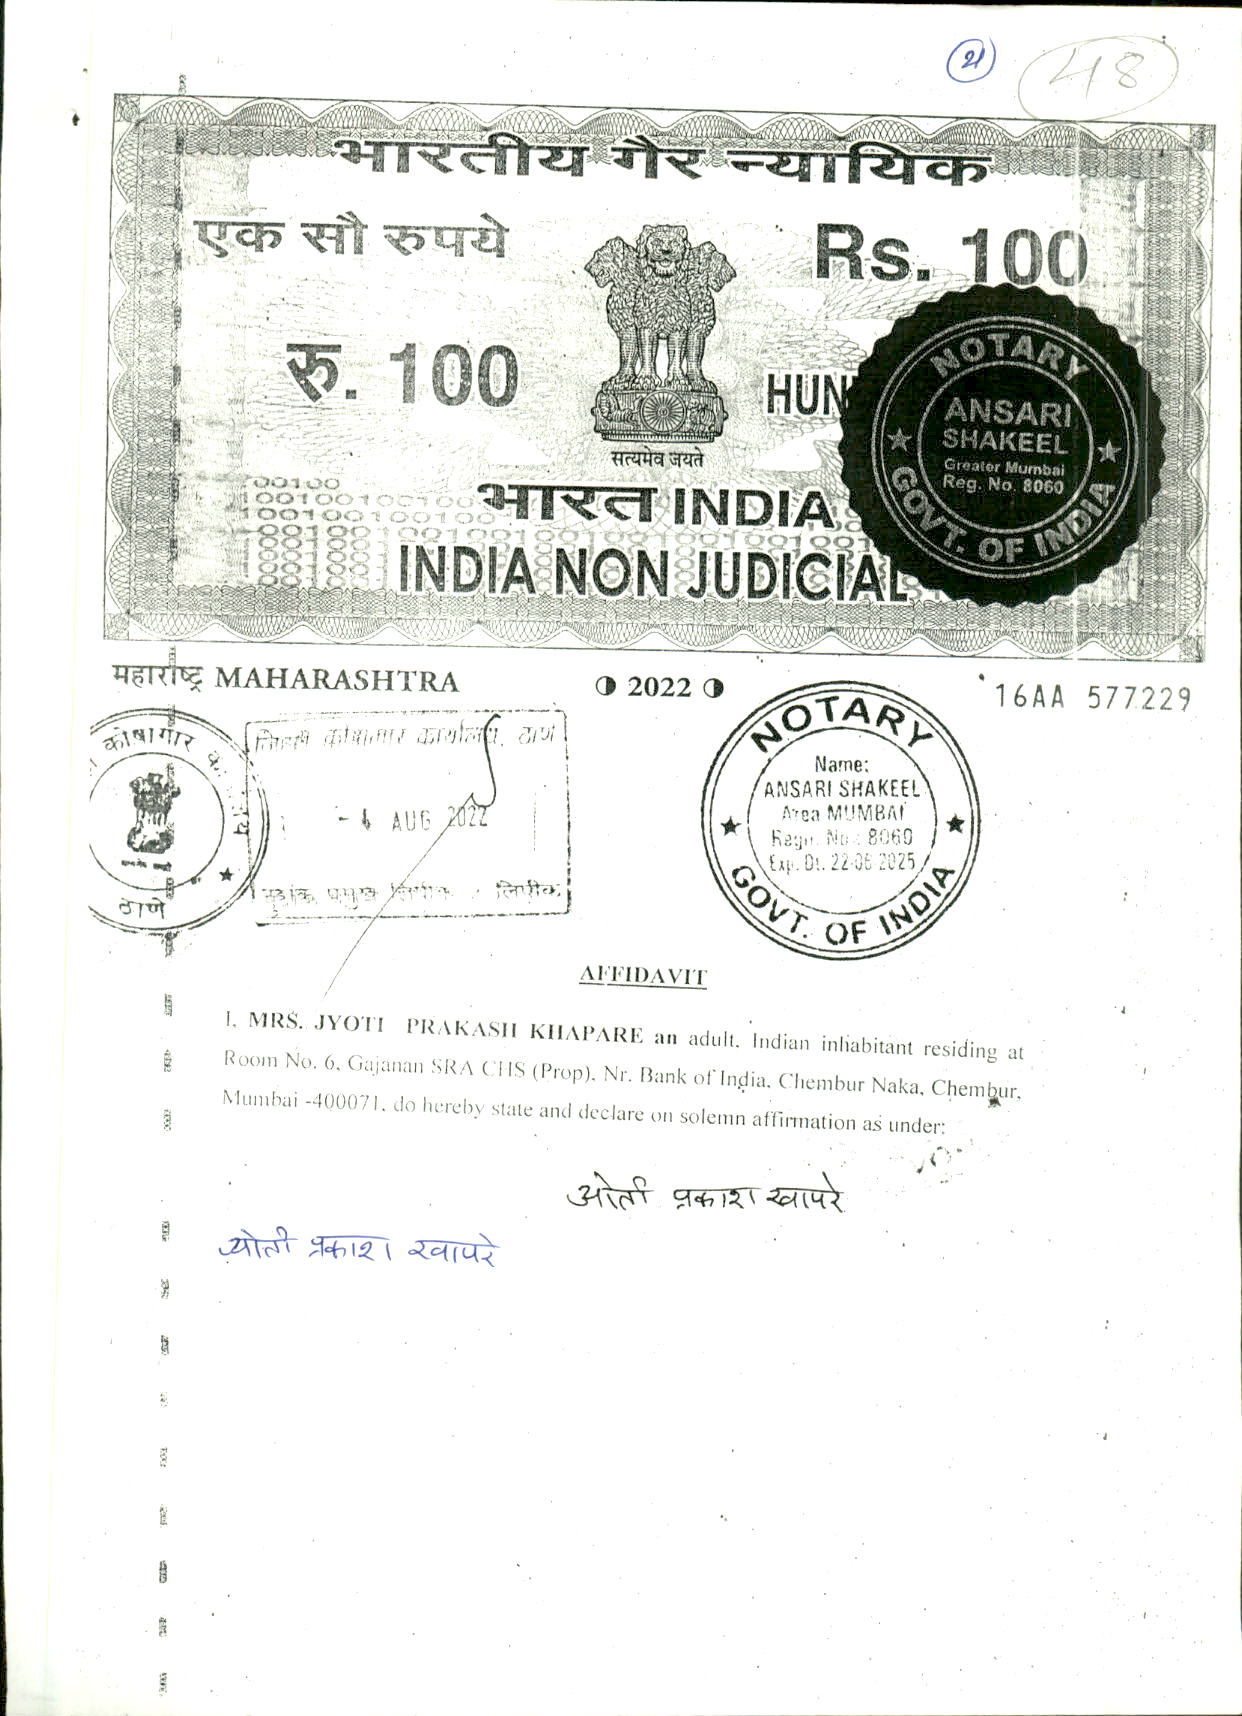 21
48
भारतीय गैर न्यायिक
एक सौ रुपये
Rs. 100
रु. 100
HUN
सत्यमेव जयते
NOTARY
ANSARI
SHAKEEL
Greater Mumbai
Reg. No. 8060
GOVT. OF INDIA
भारत INDIA
INDIA NON JUDICIAL
महाराष्ट्र MAHARASHTRA
2022
16AA 577229
कोषागार
ठाणे
कोषागार कार्यालय, ठाणे
AUG 2022
मुद्रांक प्रमुख लिपीक / लिपीक
NOTARY
Name:
ANSARI SHAKEEL
Area MUMBAI
Regn. No.: 8060
Exp. Dt. 22-06-2025
GOVT. OF INDIA
AFFIDAVIT
I, MRS. JYOTI PRAKASH KHAPARE an adult, Indian inhabitant residing at
Room No. 6, Gajanan SRA CHS (Prop), Nr. Bank of India, Chembur Naka, Chembur,
Mumbai -400071, do hereby state and declare on solemn affirmation as under:
ज्योती प्रकाश खापरे
ज्योती प्रकाश खापरे